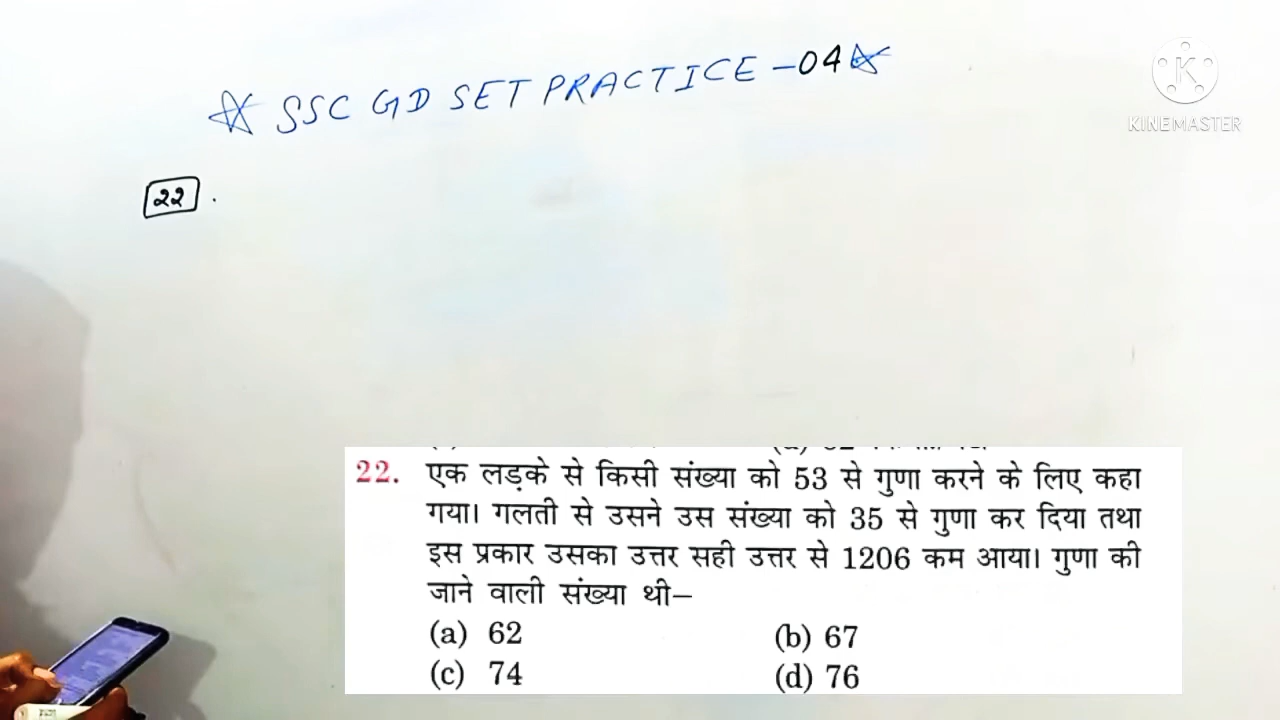 ☆ SSC GD SET PRACTICE -04 ☆
K
KINEMASTER
22 .
22. एक लड़के से किसी संख्या को 53 से गुणा करने के लिए कहा
गया। गलती से उसने उस संख्या को 35 से गुणा कर दिया तथा
इस प्रकार उसका उत्तर सही उत्तर से 1206 कम आया। गुणा की
जाने वाली संख्या थी–
(a) 62 (b) 67
(c) 74 (d) 76